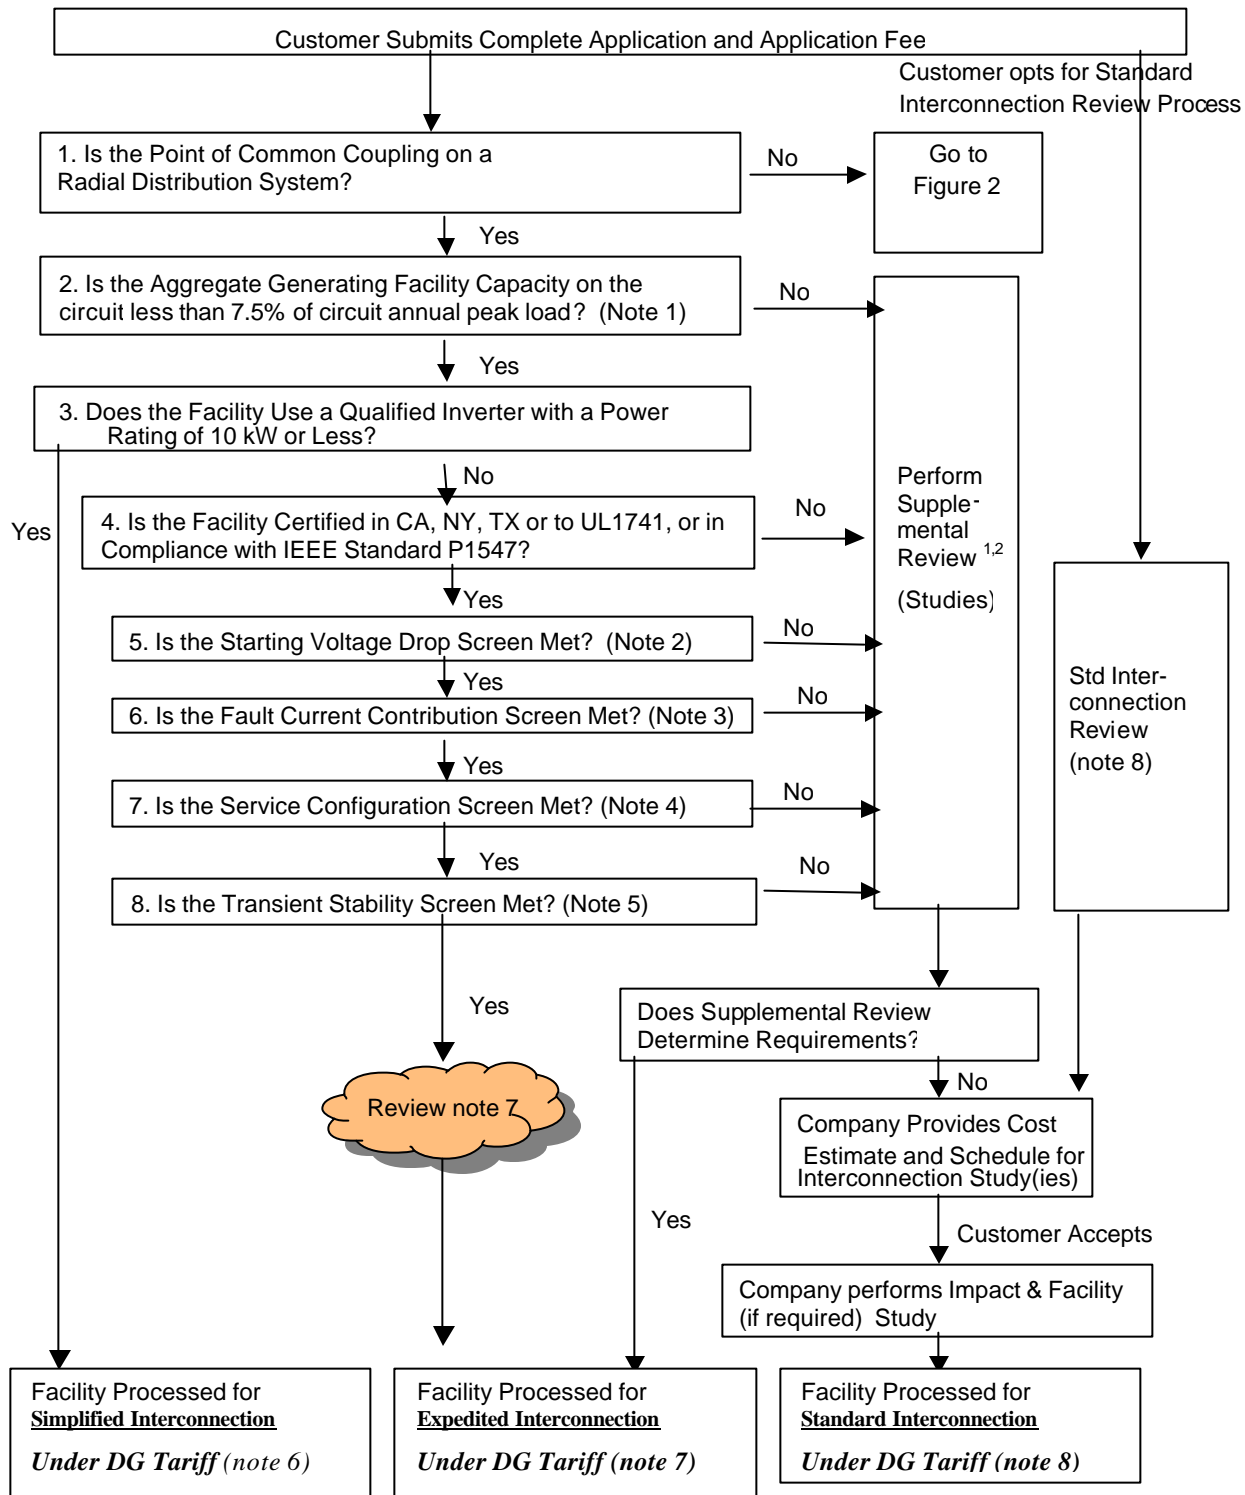 Customer Submits Complete Application and Application Fee
Customer opts for Standard
Interconnection Review Process
1. Is the Point of Common Coupling on a
Radial Distribution System?
No
Go to
Figure 2
Yes
2. Is the Aggregate Generating Facility Capacity on the
circuit less than 7.5% of circuit annual peak load? (Note 1)
No
Yes
3. Does the Facility Use a Qualified Inverter with a Power
Rating of 10 kW or Less?
Yes
No
4. Is the Facility Certified in CA, NY, TX or to UL1741, or in
Compliance with IEEE Standard P1547?
No
Perform
Supple-
mental
Review 1,2
(Studies)
Yes
5. Is the Starting Voltage Drop Screen Met? (Note 2)
No
Yes
6. Is the Fault Current Contribution Screen Met? (Note 3)
No
Std Inter-
connection
Review
(note 8)
Yes
7. Is the Service Configuration Screen Met? (Note 4)
No
Yes
8. Is the Transient Stability Screen Met? (Note 5)
No
Yes
Does Supplemental Review
Determine Requirements?
Review note 7
No
Company Provides Cost
Estimate and Schedule for
Interconnection Study(ies)
Yes
Customer Accepts
Company performs Impact & Facility
(if required) Study
Facility Processed for
Simplified Interconnection
Under DG Tariff (note 6)
Facility Processed for
Expedited Interconnection
Under DG Tariff (note 7)
Facility Processed for
Standard Interconnection
Under DG Tariff (note 8)